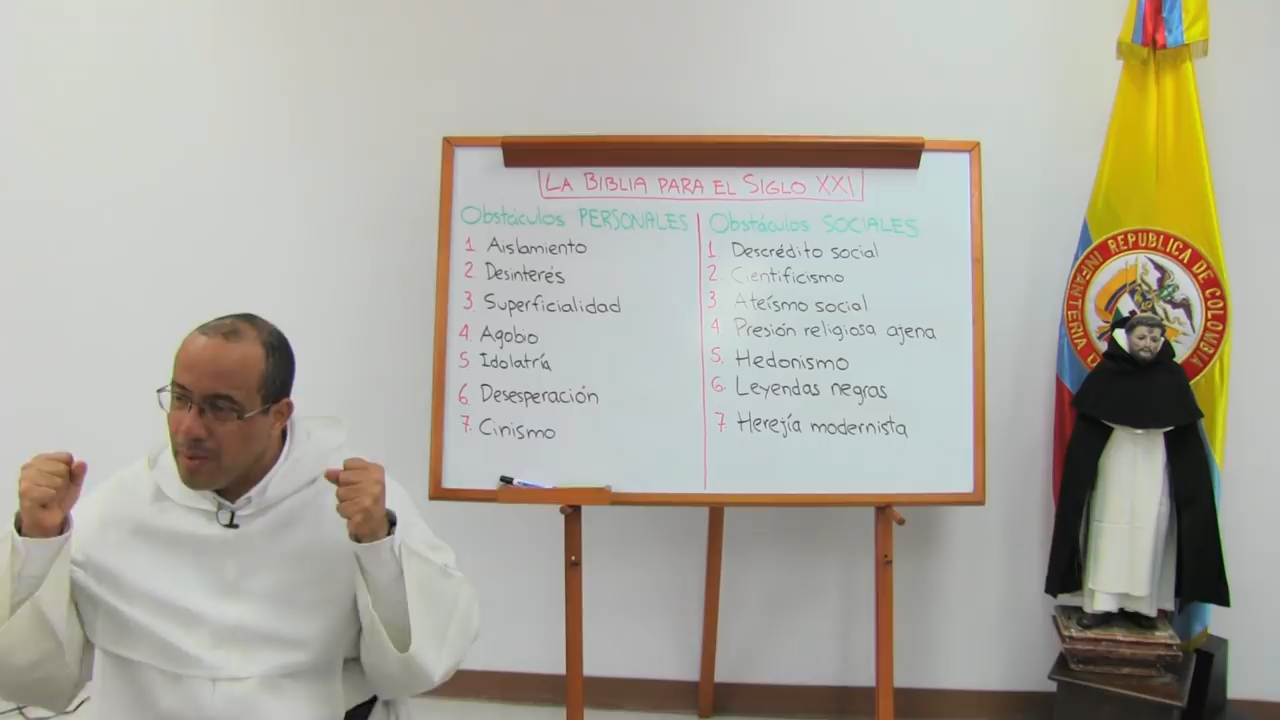 LA BIBLIA PARA EL SIGLO XXI
Obstáculos PERSONALES
1. Aislamiento
2. Desinterés
3. Superficialidad
4. Agobio
5 Idolatría
6. Desesperación
7. Cinismo
Obstáculos SOCIALES
1. Descrédito social
2. Cientificismo
3 Ateísmo social
4. Presión religiosa ajena
5. Hedonismo
6. Leyendas negras
7 Herejía modernista
REPUBLICA DE COLOMBIA
INFANTERIA